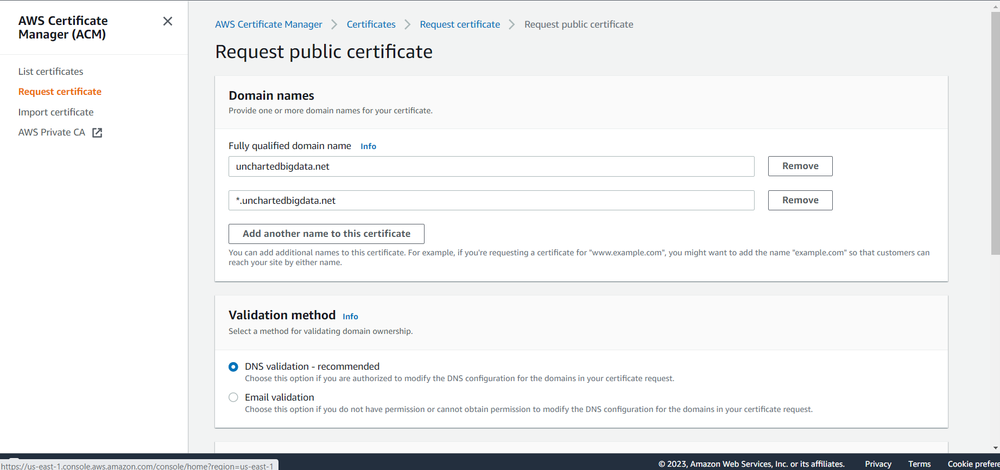 AWS Certificate
Manager (ACM)
List certificates
Request certificate
Import certificate
AWS Private CA
AWS Certificate Manager
Certificates
Request certificate
Request public certificate
Request public certificate
Domain names
Provide one or more domain names for your certificate.
Fully qualified domain name Info
unchartedbigdata.net
Remove
*.unchartedbigdata.net
Remove
Add another name to this certificate
You can add additional names to this certificate. For example, if you're requesting a certificate for "www.example.com", you might want to add the name "example.com" so that customers can
reach your site by either name.
Validation method Info
Select a method for validating domain ownership.
DNS validation - recommended
Choose this option if you are authorized to modify the DNS configuration for the domains in your certificate request.
Email validation
Choose this option if you do not have permission or cannot obtain permission to modify the DNS configuration for the domains in your certificate request.
https://us-east-1.console.aws.amazon.com/console/home?region=us-east-1
© 2023, Amazon Web Services, Inc. or its affiliates.
Privacy
Terms
Cookie prefere